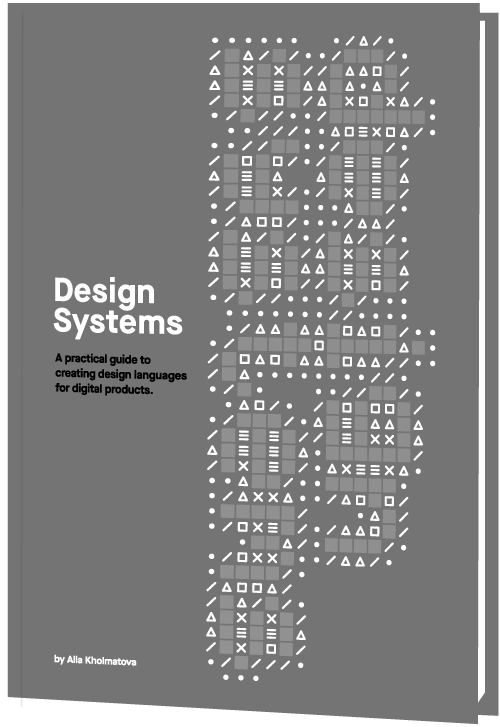 Design
Systems
A practical guide to
creating design languages
for digital products.
by Alla Kholmatova